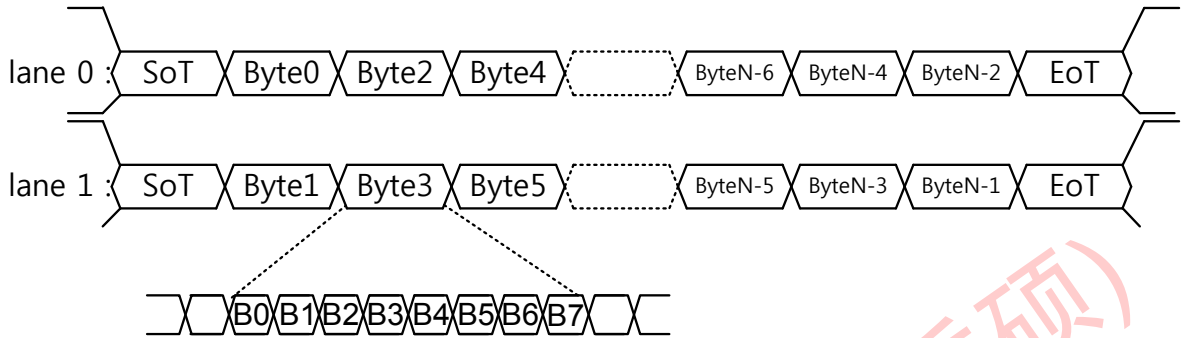 lane 0 : SoT Byte0 Byte2 Byte4 ByteN-6 ByteN-4 ByteN-2 EoT
lane 1 : SoT Byte1 Byte3 Byte5 ByteN-5 ByteN-3 ByteN-1 EoT
B0 B1 B2 B3 B4 B5 B6 B7
硕)